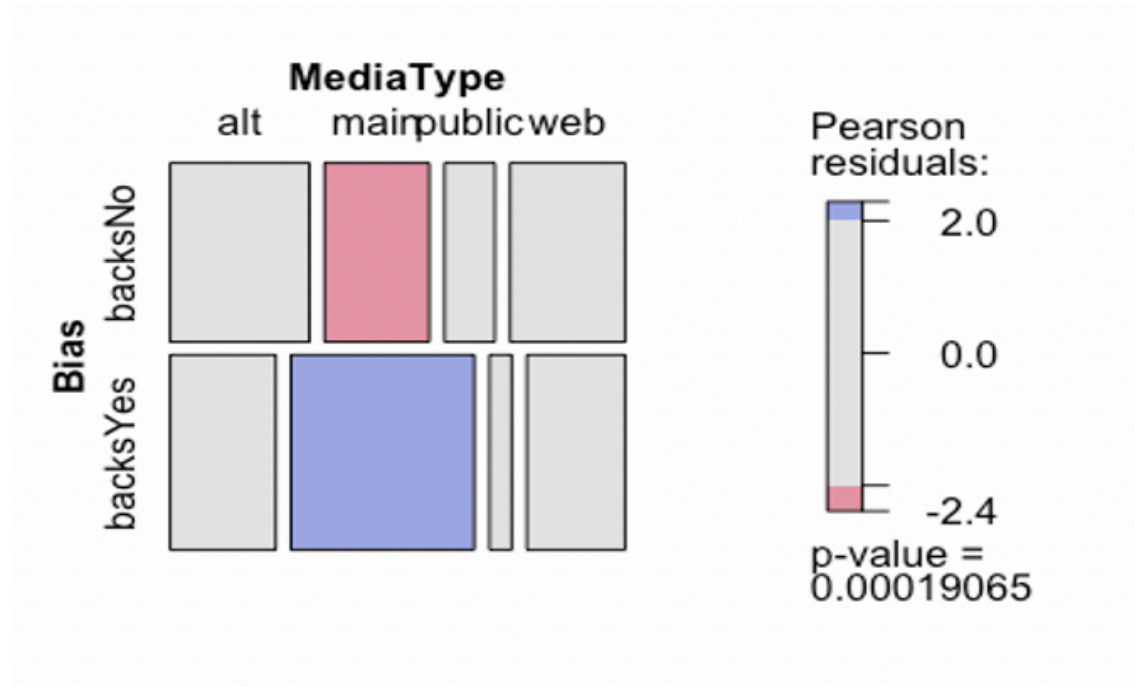 MediaType
alt main public web
Bias
backsNo
backsYes
Pearson
residuals:
2.0
0.0
-2.4
p-value =
0.00019065